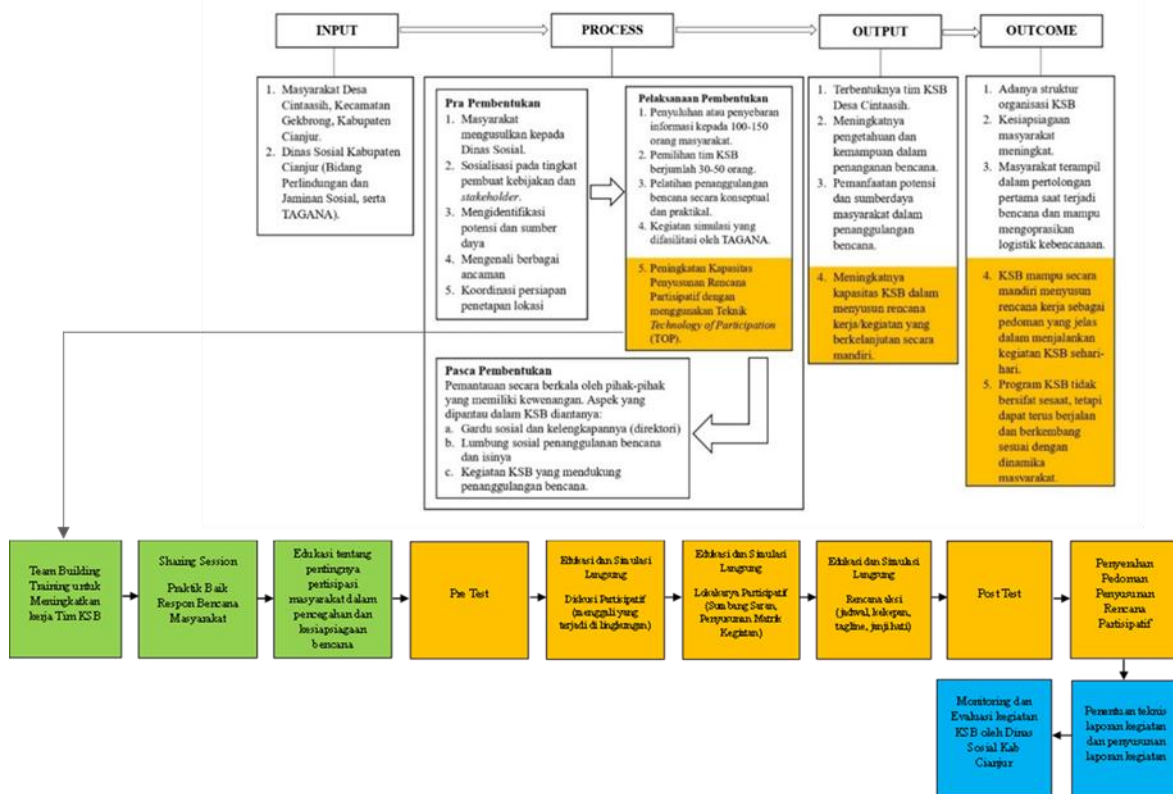 INPUT
PROCESS
OUTPUT
OUTCOME
1. Masyarakat Desa
Cintaasih, Kecamatan
Gekbrong, Kabupaten
Cianjur.
2. Dinas Sosial Kabupaten
Cianjur (Bidang
Perlindungan dan
Jaminan Sosial, serta
TAGANA).
Pra Pembentukan
1. Masyarakat
mengusulkan kepada
Dinas Sosial.
2. Sosialisasi pada tingkat
pembuat kebijakan dan
stakeholder.
3. Mengidentifikasi
potensi dan sumber
daya
4. Mengenali berbagai
ancaman
5. Koordinasi persiapan
penetapan lokasi
Pelaksanaan Pembentukan
1. Penyuluhan atau penyebaran
informasi kepada 100-150
orang masyarakat.
2. Pemilihan tim KSB
berjumlah 30-50 orang.
3. Pelatihan penanggulangan
bencana secara konseptual
dan praktikal.
4. Kegiatan simulasi yang
difasilitasi oleh TAGANA.
5. Peningkatan Kapasitas
Penyusunan Rencana
Partisipatif dengan
menggunakan Teknik
Technology of Participation
(TOP).
Pasca Pembentukan
Pemantauan secara berkala oleh pihak-pihak
yang memiliki kewenangan. Aspek yang
dipantau dalam KSB diantanya:
a. Gardu sosial dan kelengkapannya (direktori)
b. Lumbung sosial penanggulanan bencana
dan isinya
c. Kegiatan KSB yang mendukung
penanggulangan bencana.
1. Terbentuknya tim KSB
Desa Cintaasih.
2. Meningkatnya
pengetahuan dan
kemampuan dalam
penanganan bencana.
3. Pemanfaatan potensi
dan sumberdaya
masyarakat dalam
penanggulangan
bencana.
4. Meningkatnya
kapasitas KSB dalam
menyusun rencana
kerja/kegiatan yang
berkelanjutan secara
mandiri.
1. Adanya struktur
organisasi KSB
2. Kesiapsiagaan
masyarakat
meningkat.
3. Masyarakat terampil
dalam pertolongan
pertama saat terjadi
bencana dan mampu
mengoprasikan
logistik kebencanaan.
4. KSB mampu secara
mandiri menyusun
rencana kerja sebagai
pedoman yang jelas
dalam menjalankan
kegiatan KSB sehari-
hari.
5. Program KSB tidak
bersifat sesaat, tetapi
dapat terus berjalan
dan berkembang
sesuai dengan
dinamika
masyarakat.
Team Building
Training untuk
Meningkatkan
kerja Tim KSB
Sharing Session
Praktik Baik
Respon Bencana
Masyarakat
Edukasi tentang
pentingnya
pertisipasi
masyarakat dalam
pencegahan dan
kesiapsiagaan
bencana
Pre Test
Edukasi dan Simulasi
Langsung
Diskusi Partisipatif
(menggali yang
terjadi di lingkungan)
Edukasi dan Simulasi
Langsung
Lokakarya Partisipatif
(Sumbang Saran,
Penyusunan Matrik
Kegiatan)
Edukasi dan Simulasi
Langsung
Rencana aksi
(jadwal, kekepan,
tagline, janji hati)
Post Test
Penyerahan
Pedoman
Penyusunan
Rencana
Partisipatif
Monitoring dan
Evaluasi kegiatan
KSB oleh Dinas
Sosial Kab
Cianjur
Penentuan teknis
laporan kegiatan
dan penyusunan
laporan kegiatan